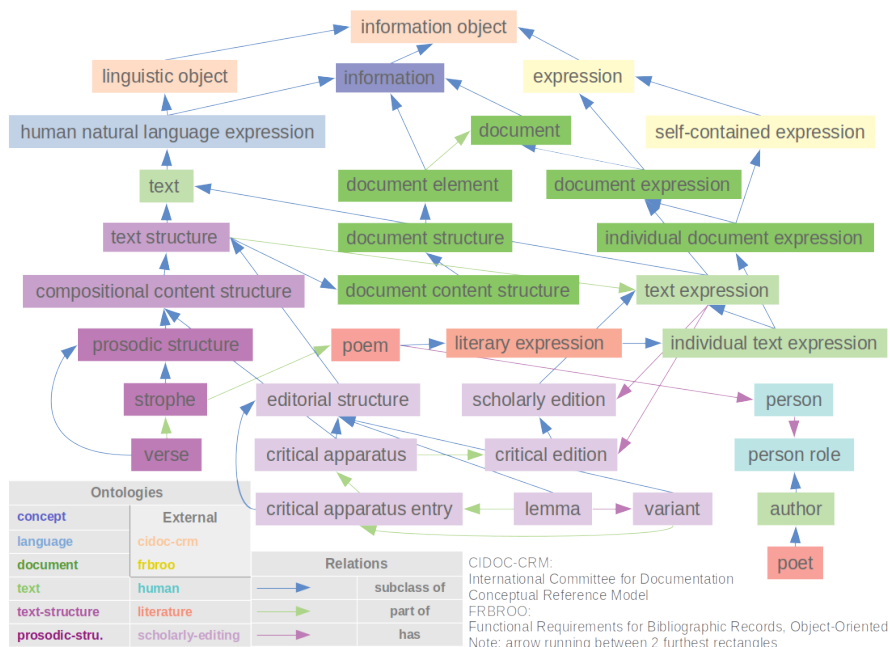 information object
linguistic object
information
expression
human natural language expression
document
self-contained expression
text
document element
document expression
text structure
document structure
individual document expression
compositional content structure
document content structure
text expression
prosodic structure
poem
literary expression
individual text expression
strophe
editorial structure
scholarly edition
person
verse
critical apparatus
critical edition
person role
critical apparatus entry
lemma
variant
author
poet
Ontologies
concept
External
language
cidoc-crm
document
frbroo
text
human
text-structure
literature
prosodic-stru.
scholarly-editing
Relations
subclass of
part of
has
CIDOC-CRM:
International Committee for Documentation
Conceptual Reference Model
FRBROO:
Functional Requirements for Bibliographic Records, Object-Oriented
Note: arrow running between 2 furthest rectangles